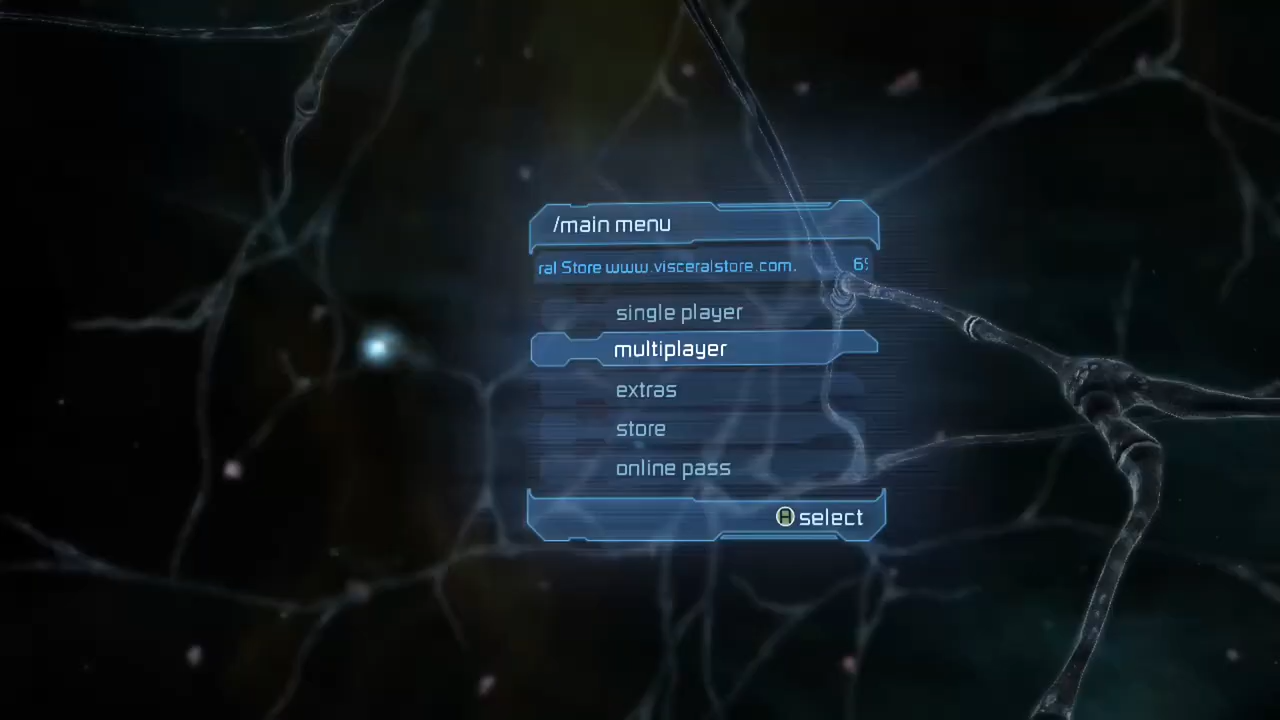 /main menu
ral Store www.visceralstore.com.
single player
multiplayer
extras
store
online pass
A select